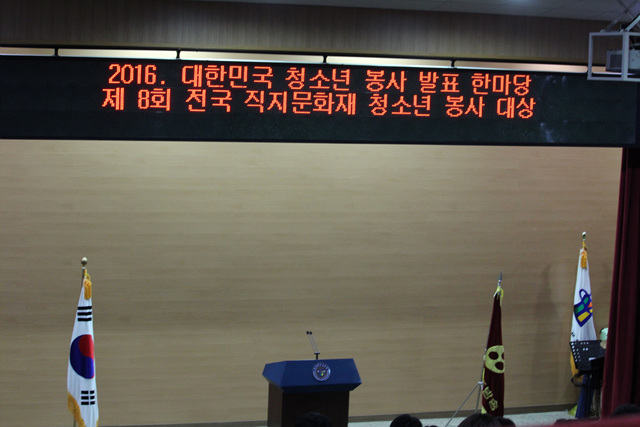 2016. 대한민국 청소년 봉사 발표 한마당
제 8회 전국 직지문화재 청소년 봉사 대상